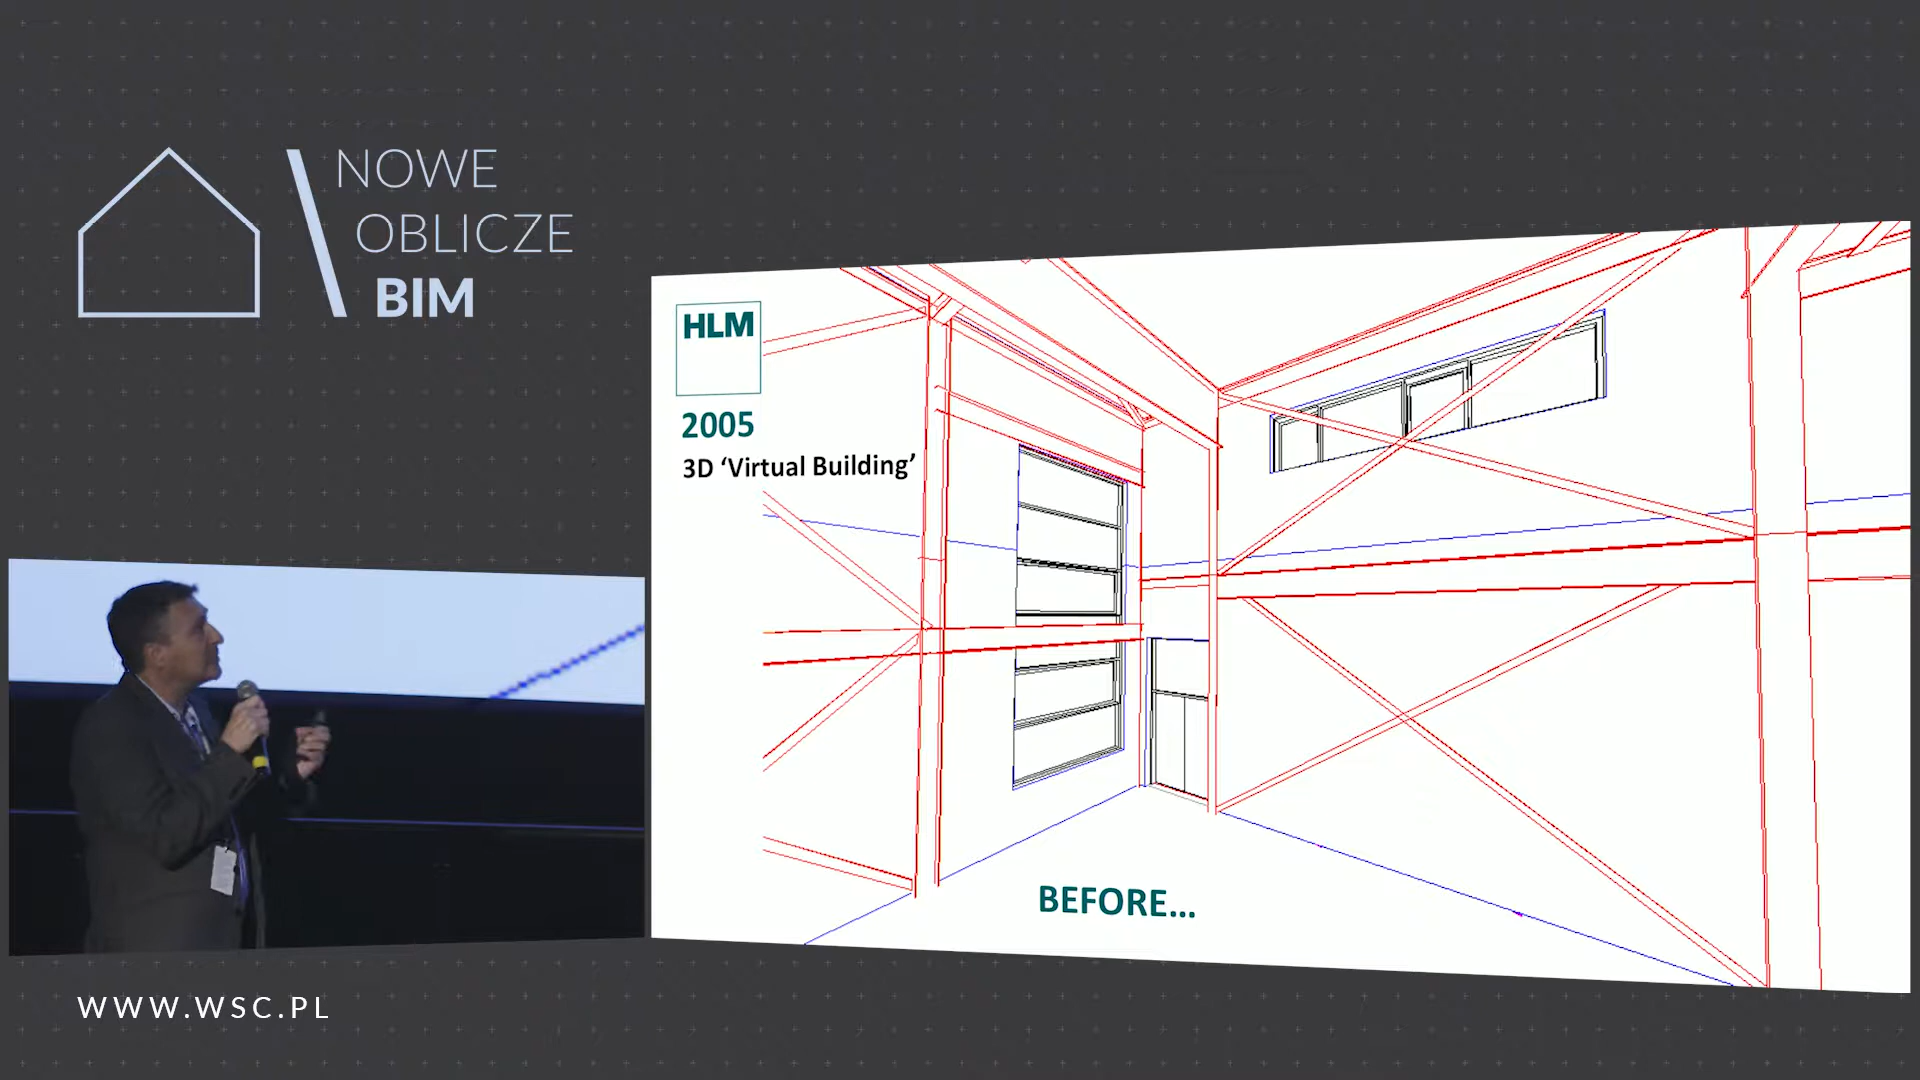 NOWE
OBLICZE
BIM
HLM
2005
3D ‘Virtual Building’
BEFORE...
WWW.WSC.PL